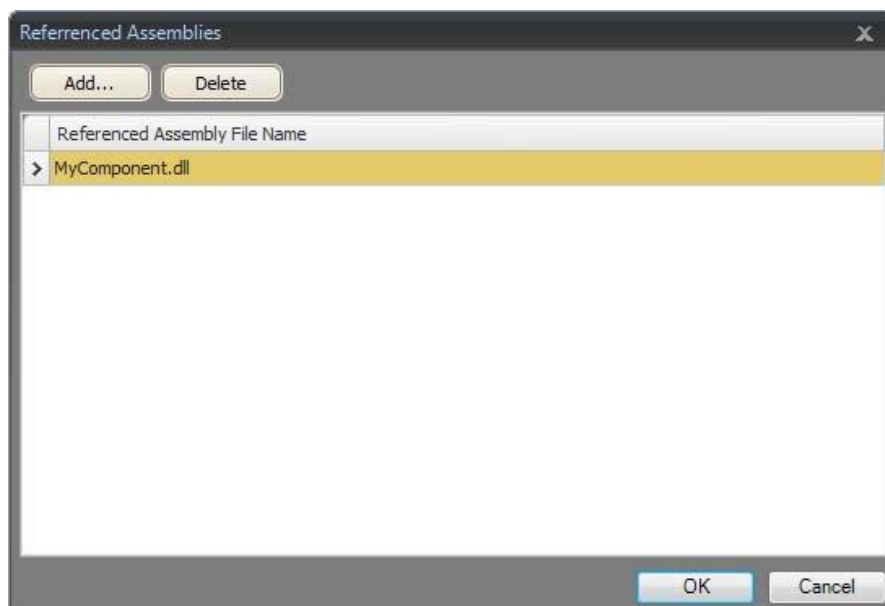 Referrenced Assemblies
Add... Delete
Referenced Assembly File Name
MyComponent.dll
OK Cancel